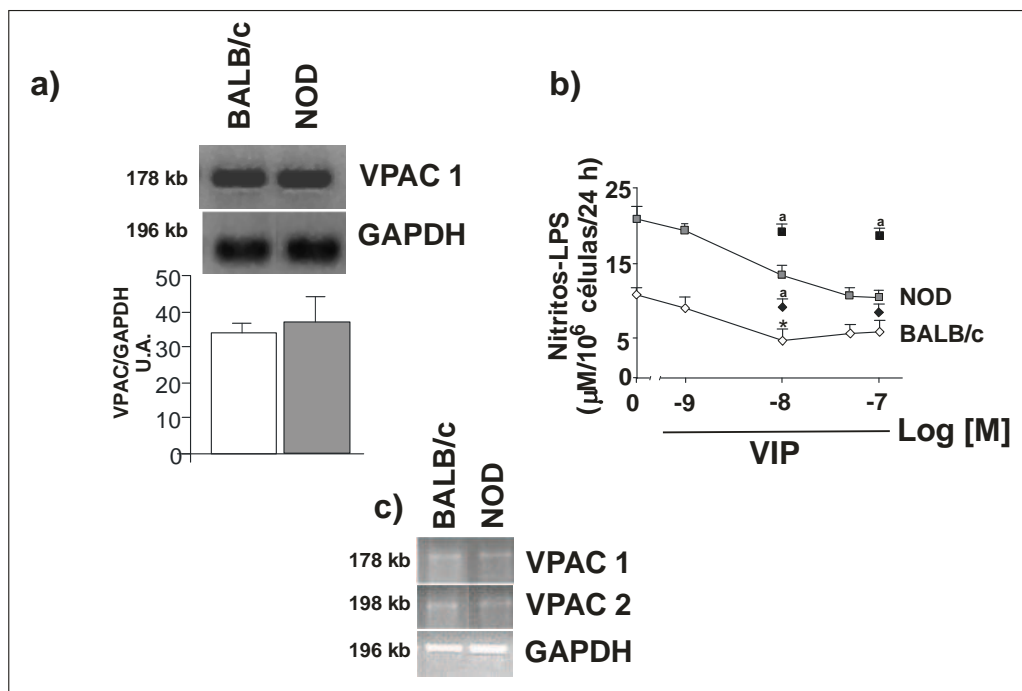 a)
BALB/c
NOD
178 kb
VPAC 1
196 kb
GAPDH
VPAC/GAPDH
U.A.
50
40
30
20
10
0
b)
Nitritos-LPS
(µM/10⁶ células/24 h)
25
15
5
0
a
a
a
*
NOD
BALB/c
0
-9
-8
-7
Log [M]
VIP
c)
BALB/c
NOD
178 kb
VPAC 1
198 kb
VPAC 2
196 kb
GAPDH